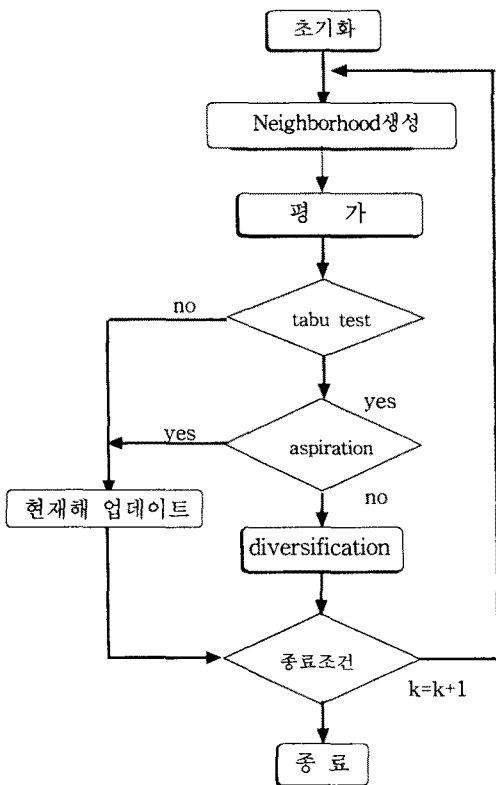 초기화
Neighborhood생성
평 가
no
tabu test
yes
yes
aspiration
no
현재해 업데이트
diversification
종료조건
k=k+1
종 료